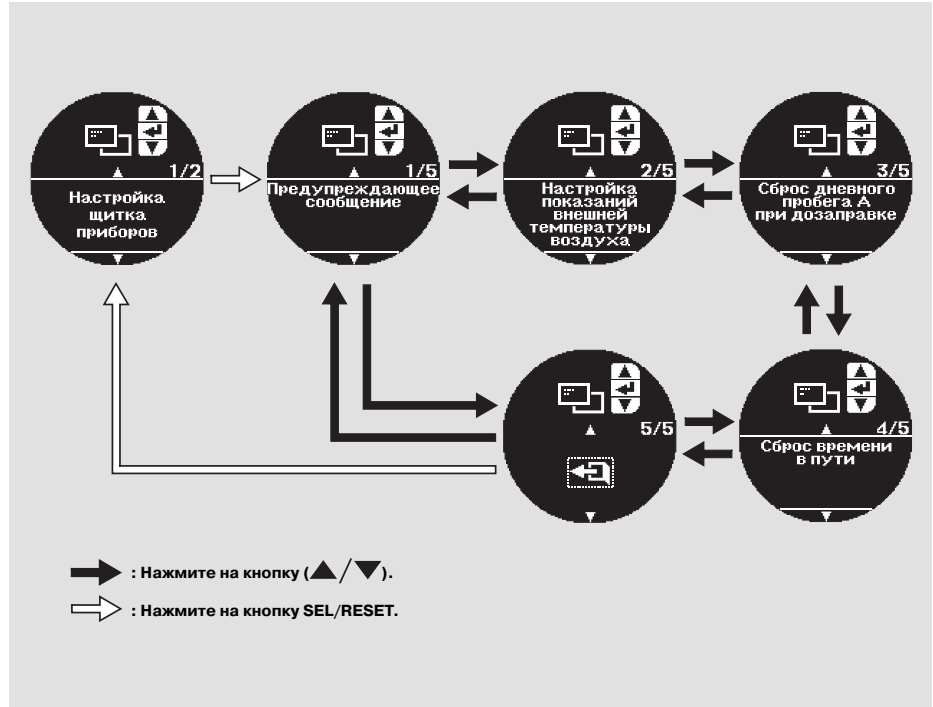 1/2
Настройка
щитка
приборов
1/5
Предупреждающее
сообщение
2/5
Настройка
показаний
внешней
температуры
воздуха
3/5
Сброс дневного
пробега А
при дозаправке
5/5
4/5
Сброс времени
в пути
: Нажмите на кнопку (▲/▼).
: Нажмите на кнопку SEL/RESET.